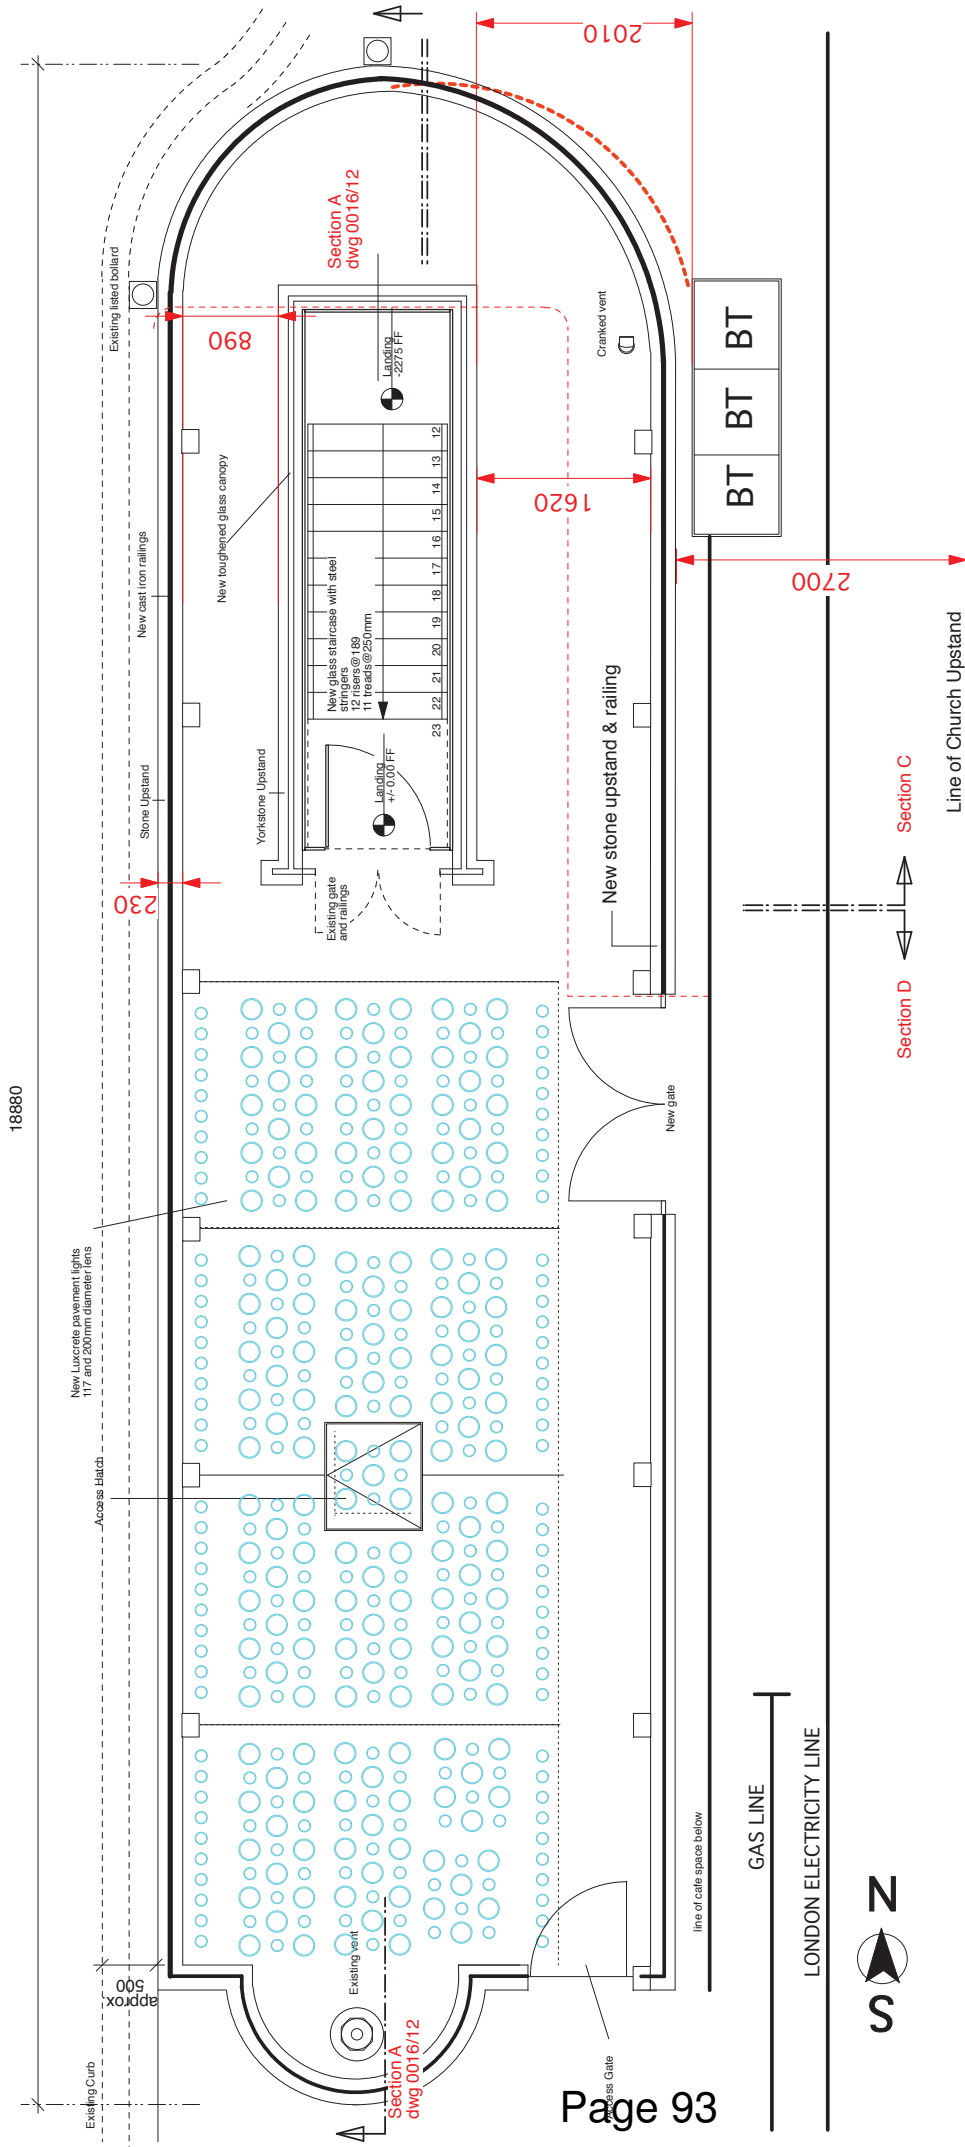 2010
Section A
dwg 0016/12
Existing listed bollard
890
Landing
-2275 FF
Cranked vent
BT
BT
BT
New toughened glass canopy
New cast iron railings
12
13
14
15
16
17
18
19
20
21
22
23
1620
2700
New glass staircase with steel
stringers
12 risers@189
11 treads@250mm
Stone Upstand
Yorkstone Upstand
Landing
+/- 0.00 FF
New stone upstand & railing
Line of Church Upstand
Section C
230
Existing gate
and railings
Section D
18880
New gate
New Luxcrete pavement lights
117 and 200mm diameter lens
Access Hatch
line of cafe space below
GAS LINE
LONDON ELECTRICITY LINE
N
S
approx
500
Existing vent
Section A
dwg 0016/12
Existing Curb
Access Gate
Page 93